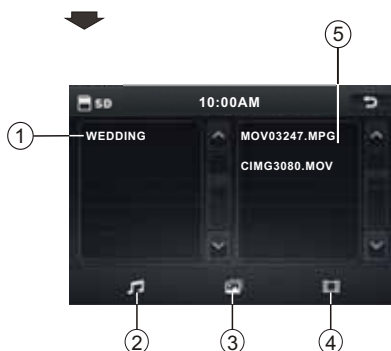 5
SD 10:00AM
1 WEDDING MOV03247.MPG
CIMG3080.MOV
2 3 4